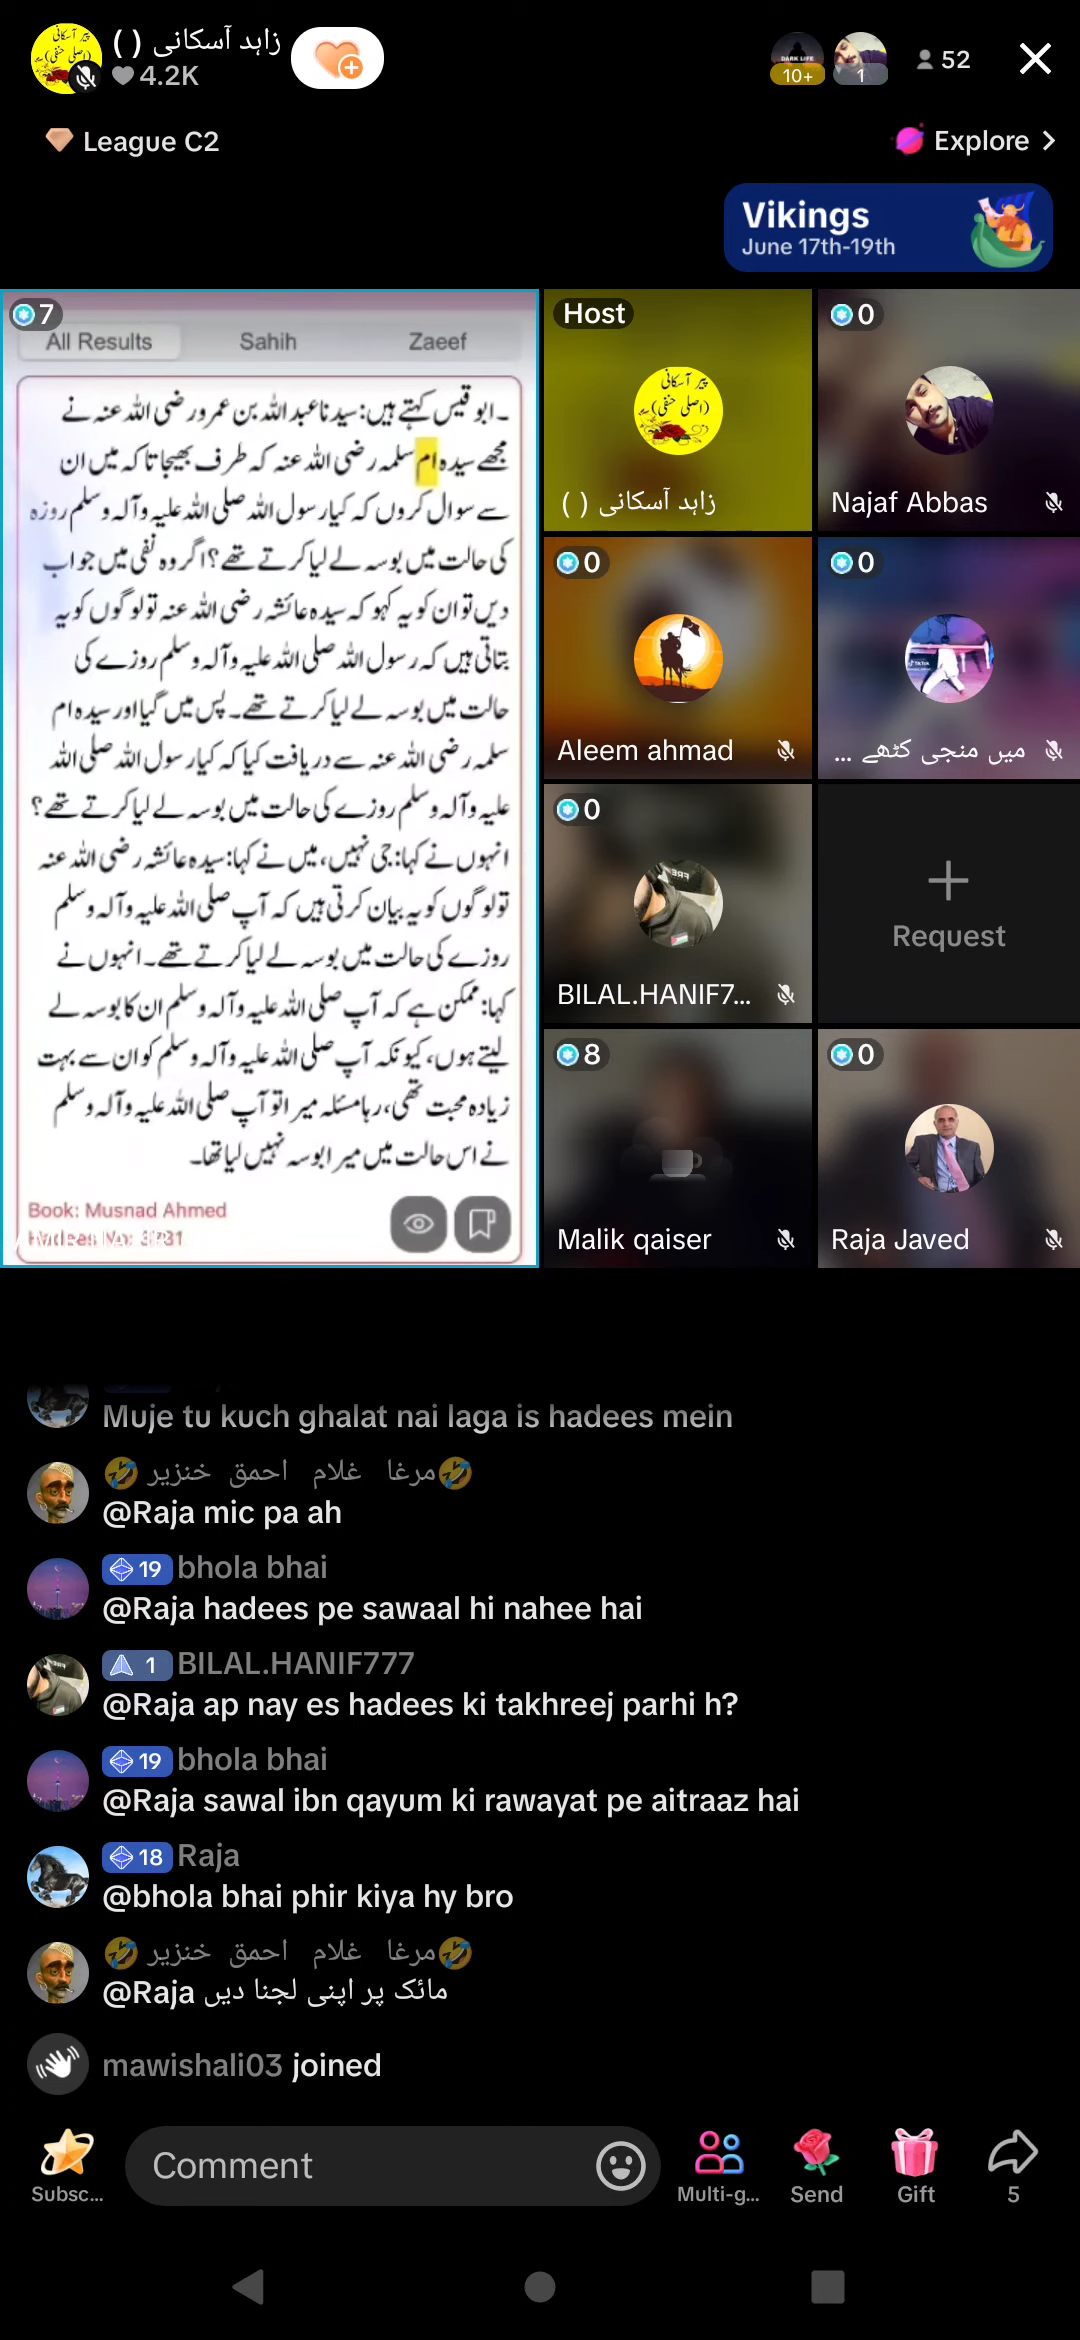 زاہد آسکانی ( )
4.2K
10+
1
52
League C2
Explore
Vikings
June 17th-19th
7
All Results Sahih Zaeef
۔ابو قیس کہتے ہیں: سیدنا عبد اللہ بن عمرو رضی اللہ عنہ نے
مجھے سیدہ ام سلمہ رضی اللہ عنہ کہ طرف بھیجا تا کہ میں ان
سے سوال کروں کہ کیا رسول اللہ صلی اللہ علیہ وآلہ وسلم روزہ
کی حالت میں بوسہ لے لیا کرتے تھے؟ اگر وہ نفی میں جواب
دیں تو ان کو یہ کہو کہ سیدہ عائشہ رضی اللہ عنہ تو لوگوں کو یہ
بتاتی ہیں کہ رسول اللہ صلی اللہ علیہ وآلہ وسلم روزے کی
حالت میں بوسہ لے لیا کرتے تھے۔ پس میں گیا اور سیدہ ام
سلمہ رضی اللہ عنہ سے دریافت کیا کہ کیا رسول اللہ صلی اللہ
علیہ وآلہ وسلم روزے کی حالت میں بوسہ لے لیا کرتے تھے؟
انہوں نے کہا: جی نہیں، میں نے کہا: سیدہ عائشہ رضی اللہ عنہ
تو لوگوں کو یہ بیان کرتی ہیں کہ آپ صلی اللہ علیہ وآلہ وسلم
روزے کی حالت میں بوسہ لے لیا کرتے تھے۔ انہوں نے
کہا: ممکن ہے کہ آپ صلی اللہ علیہ وآلہ وسلم ان کا بوسہ لے
لیتے ہوں، کیونکہ آپ صلی اللہ علیہ وآلہ وسلم کو ان سے بہت
زیادہ محبت تھی، رہا مسئلہ میرا تو آپ صلی اللہ علیہ وآلہ وسلم
نے اس حالت میں میرا بوسہ نہیں لیا تھا۔
Book: Musnad Ahmed
Host
پیر آسکانی
(اصلی حنفی)
زاہد آسکانی ( )
0
Najaf Abbas
0
Aleem ahmad
0
میں منجی کٹھے ...
0
BILAL.HANIF7...
Request
8
Malik qaiser
0
Raja Javed
Muje tu kuch ghalat nai laga is hadees mein
🤣مرغا غلام احمق خنزیر🤣
@Raja mic pa ah
19 bhola bhai
@Raja hadees pe sawaal hi nahee hai
1 BILAL.HANIF777
@Raja ap nay es hadees ki takhreej parhi h?
19 bhola bhai
@Raja sawal ibn qayum ki rawayat pe aitraaz hai
18 Raja
@bhola bhai phir kiya hy bro
🤣مرغا غلام احمق خنزیر🤣
@Raja مائک پر اپنی لجنا دیں
mawishali03 joined
Comment
Subsc... Multi-g... Send Gift 5